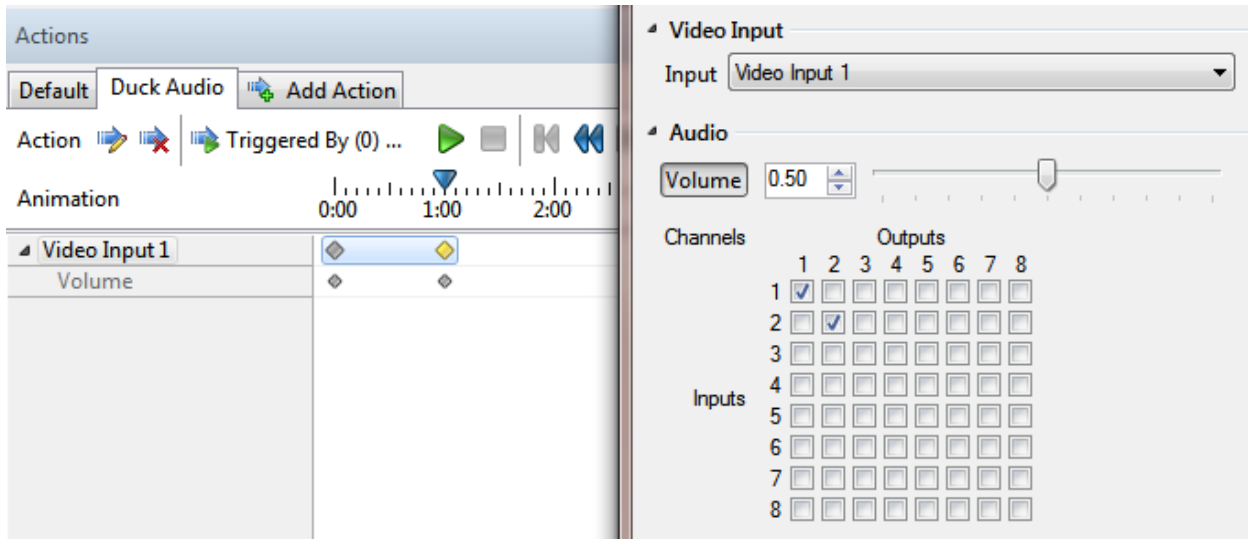 Actions
Default Duck Audio Add Action
Action Triggered By (0) ...
Animation 0:00 1:00 2:00
Video Input 1
Volume
Video Input
Input Video Input 1
Audio
Volume 0.50
Channels Outputs
1 2 3 4 5 6 7 8
1
2
3
4
Inputs
5
6
7
8